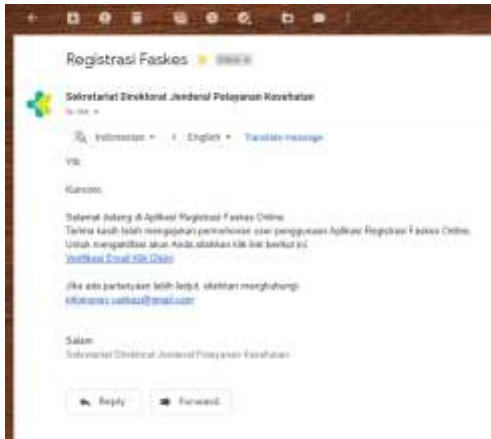 Registrasi Faskes
Sekretariat Direktorat Jenderal Pelayanan Kesehatan
to me
Indonesian > English Translate message
Yth.
Selamat datang di Aplikasi Registrasi Faskes Online.
Terima kasih telah mengajukan permohonan user penggunaan Aplikasi Registrasi Faskes Online.
Untuk mengaktifasi akun Anda silahkan klik link berikut ini.
Verifikasi Email Klik Disini
Jika ada pertanyaan lebih lanjut, silahkan menghubungi
Salam
Sekretariat Direktorat Jenderal Pelayanan Kesehatan
Reply Forward